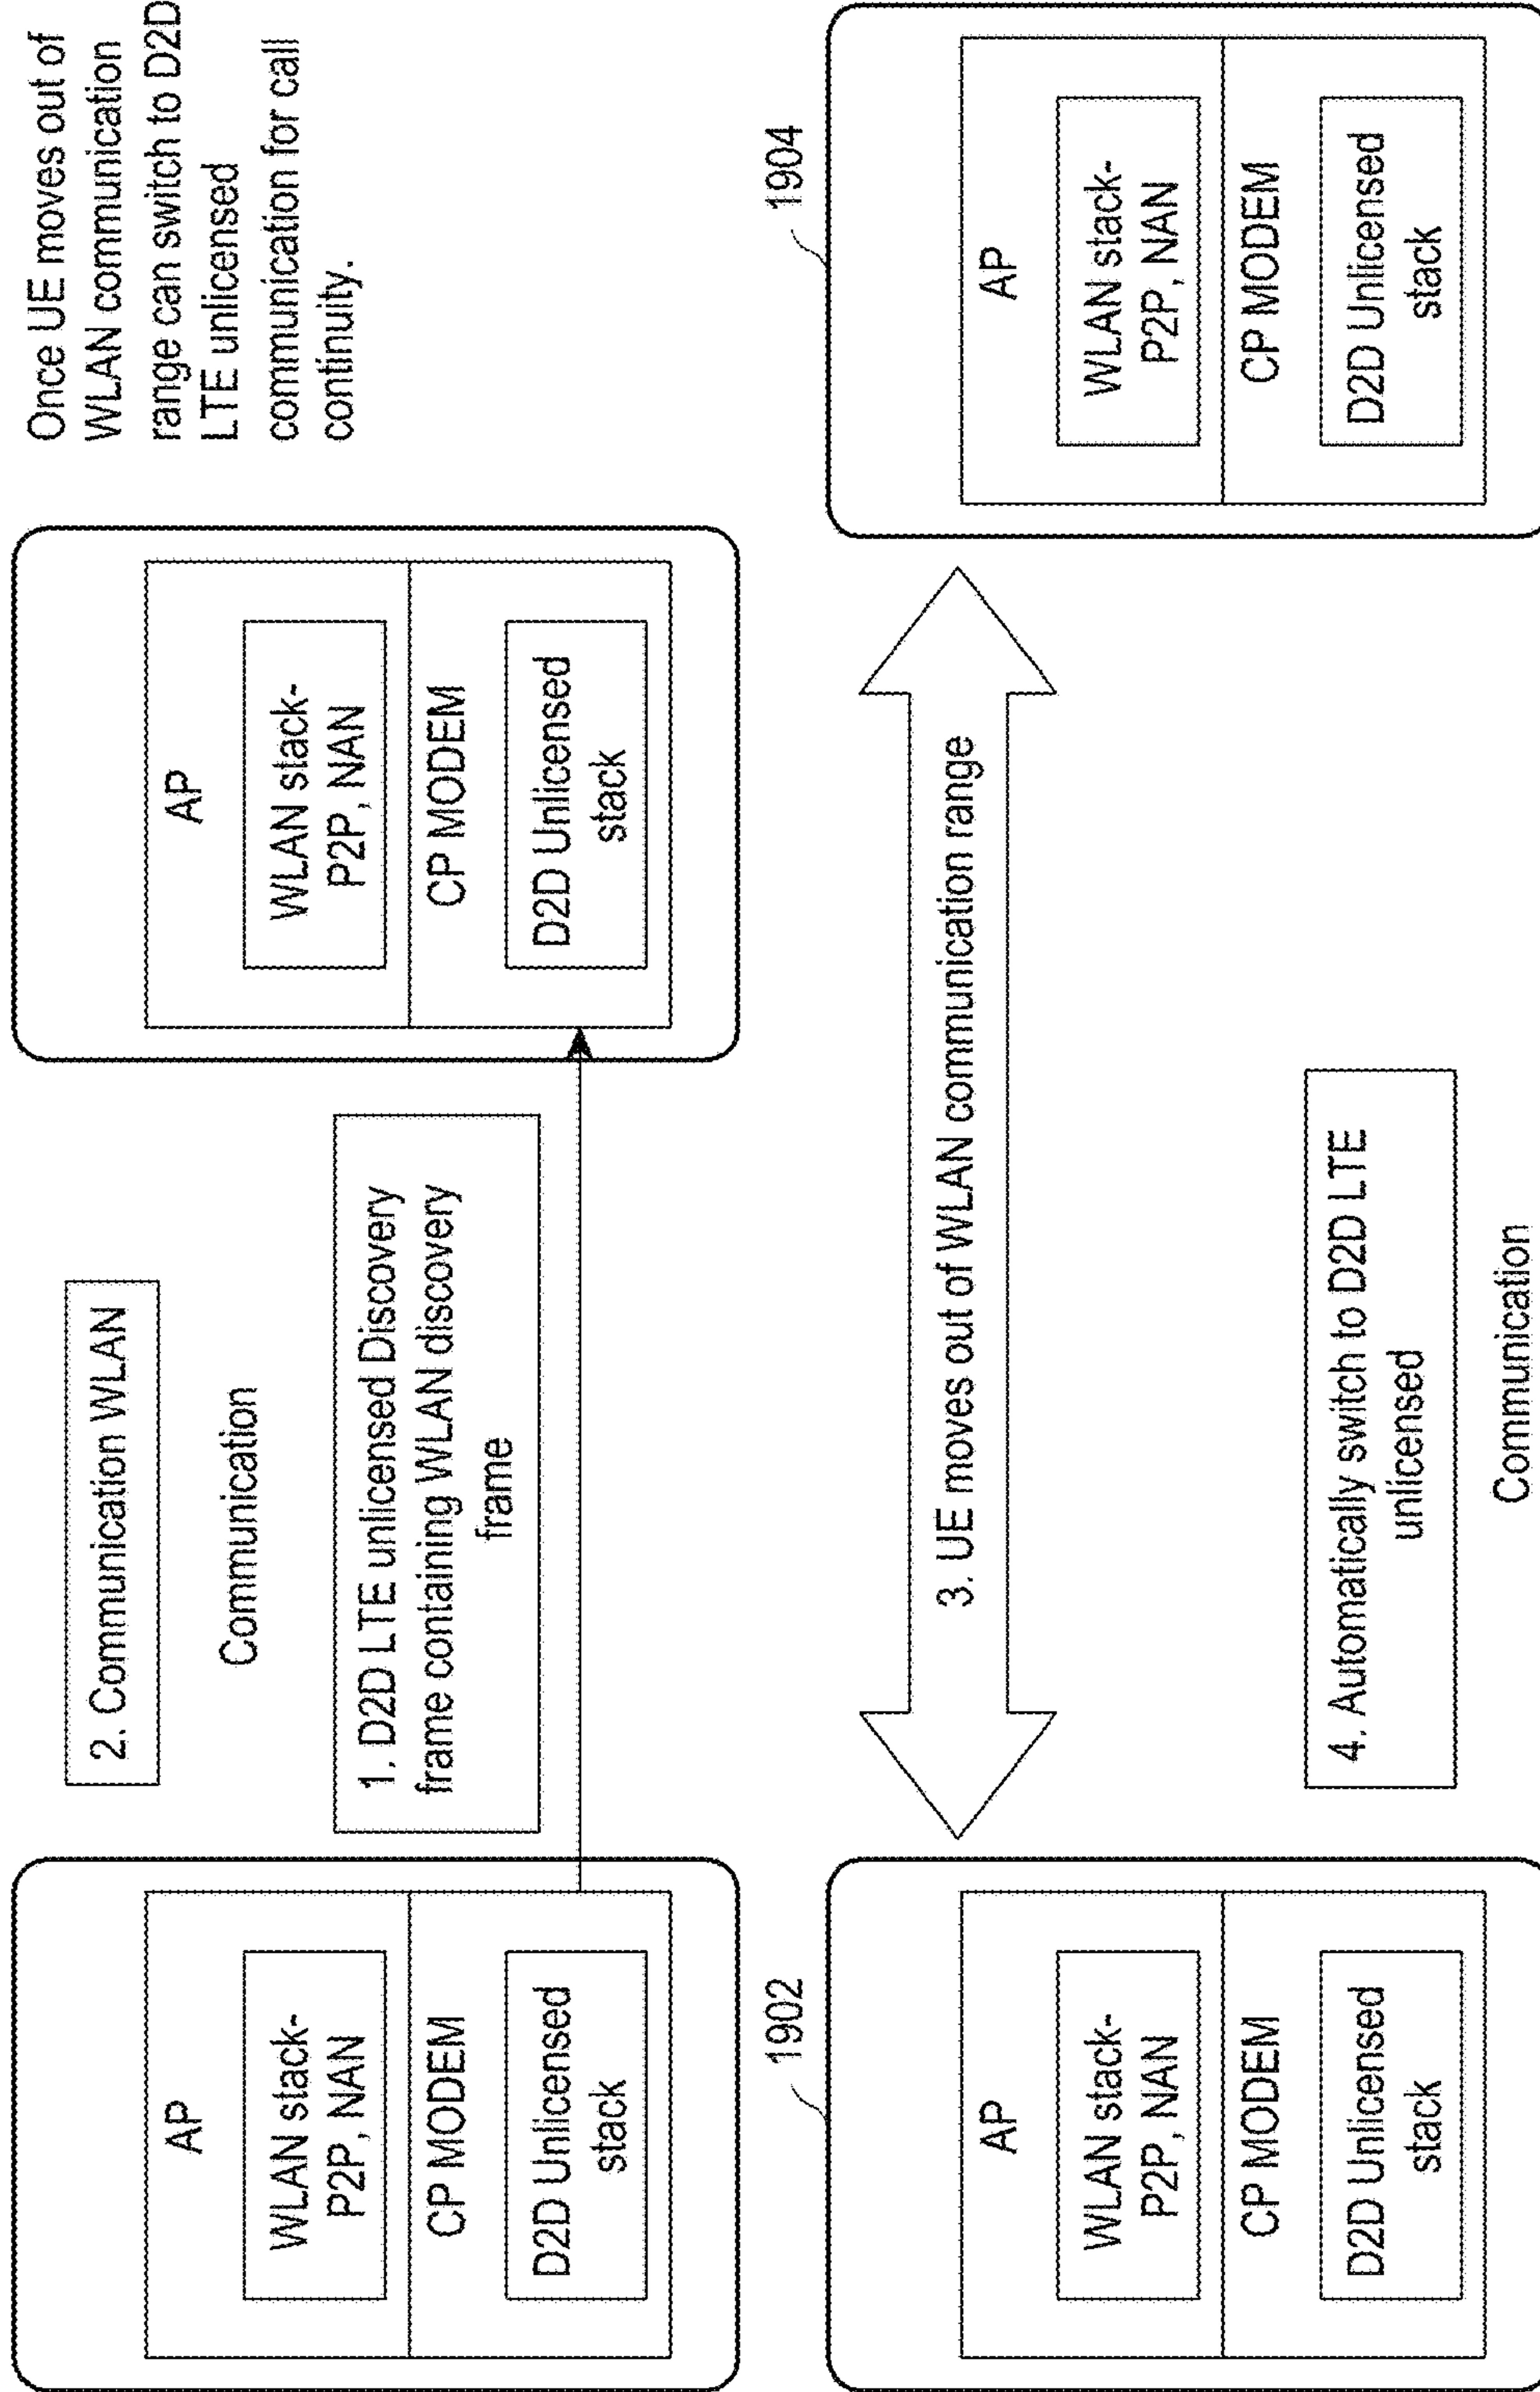 AP
WLAN stack-
P2P, NAN
CP MODEM
D2D Unlicensed
stack
2. Communication WLAN
Communication
1. D2D LTE unlicensed Discovery
frame containing WLAN discovery
frame
AP
WLAN stack-
P2P, NAN
CP MODEM
D2D Unlicensed
stack
Once UE moves out of
WLAN communication
range can switch to D2D
LTE unlicensed
communication for call
continuity.
1902
AP
WLAN stack-
P2P, NAN
CP MODEM
D2D Unlicensed
stack
3. UE moves out of WLAN communication range
4. Automatically switch to D2D LTE
unlicensed
Communication
1904
AP
WLAN stack-
P2P, NAN
CP MODEM
D2D Unlicensed
stack